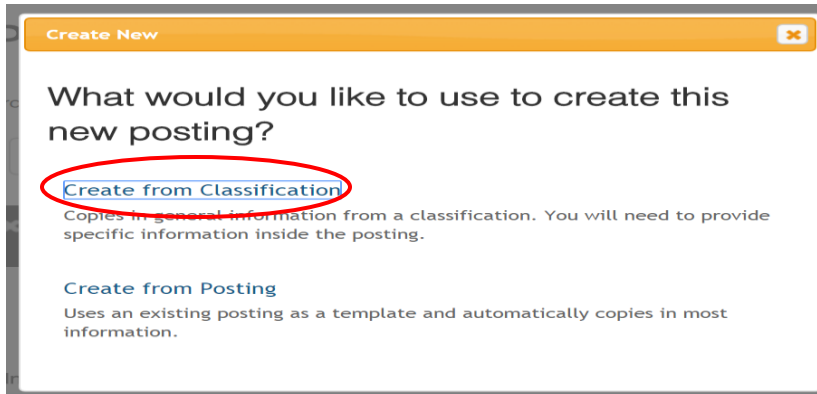 Create New
What would you like to use to create this
new posting?
Create from Classification
Copies in general information from a classification. You will need to provide
specific information inside the posting.
Create from Posting
Uses an existing posting as a template and automatically copies in most
information.